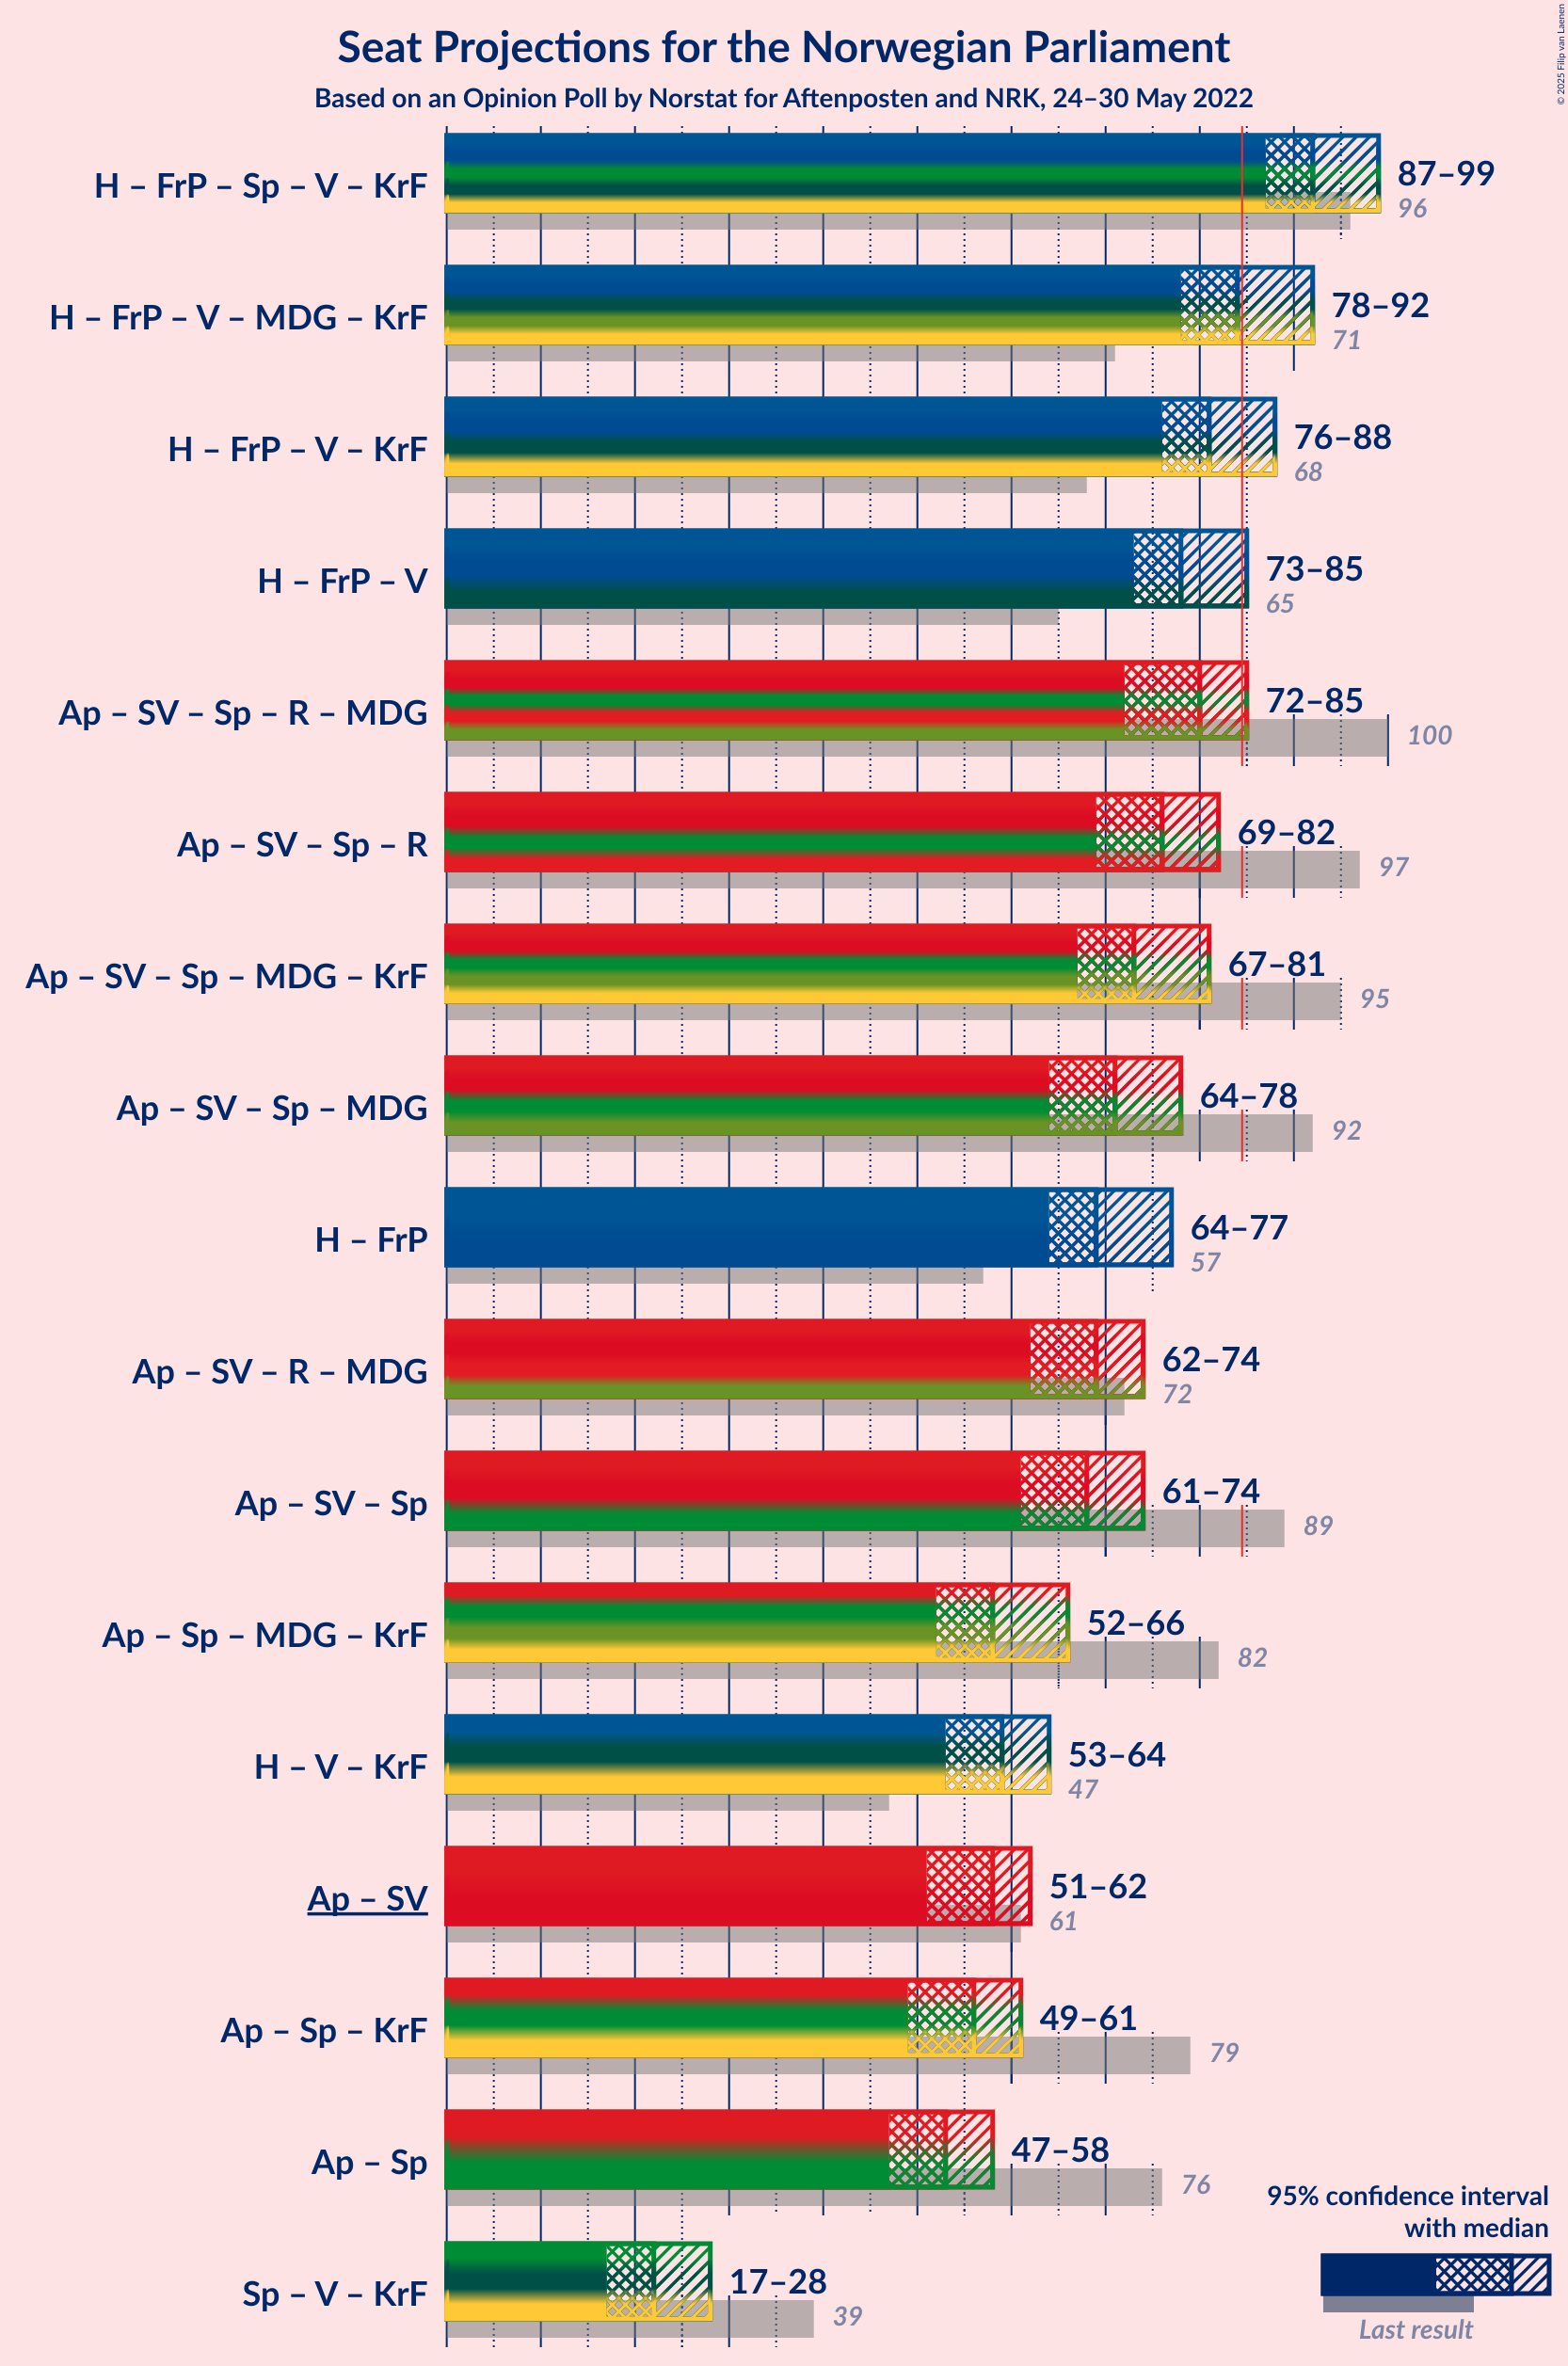 Seat Projections for the Norwegian Parliament
Based on an Opinion Poll by Norstat for Aftenposten and NRK, 24–30 May 2022
© 2025 Filip van Laenen
H – FrP – Sp – V – KrF
87–99
96
H – FrP – V – MDG – KrF
78–92
71
H – FrP – V – KrF
76–88
68
H – FrP – V
73–85
65
Ap – SV – Sp – R – MDG
72–85
100
Ap – SV – Sp – R
69–82
97
Ap – SV – Sp – MDG – KrF
67–81
95
Ap – SV – Sp – MDG
64–78
92
H – FrP
64–77
57
Ap – SV – R – MDG
62–74
72
Ap – SV – Sp
61–74
89
Ap – Sp – MDG – KrF
52–66
82
H – V – KrF
53–64
47
Ap – SV
51–62
61
Ap – Sp – KrF
49–61
79
Ap – Sp
47–58
76
Sp – V – KrF
17–28
39
95% confidence interval
with median
Last result